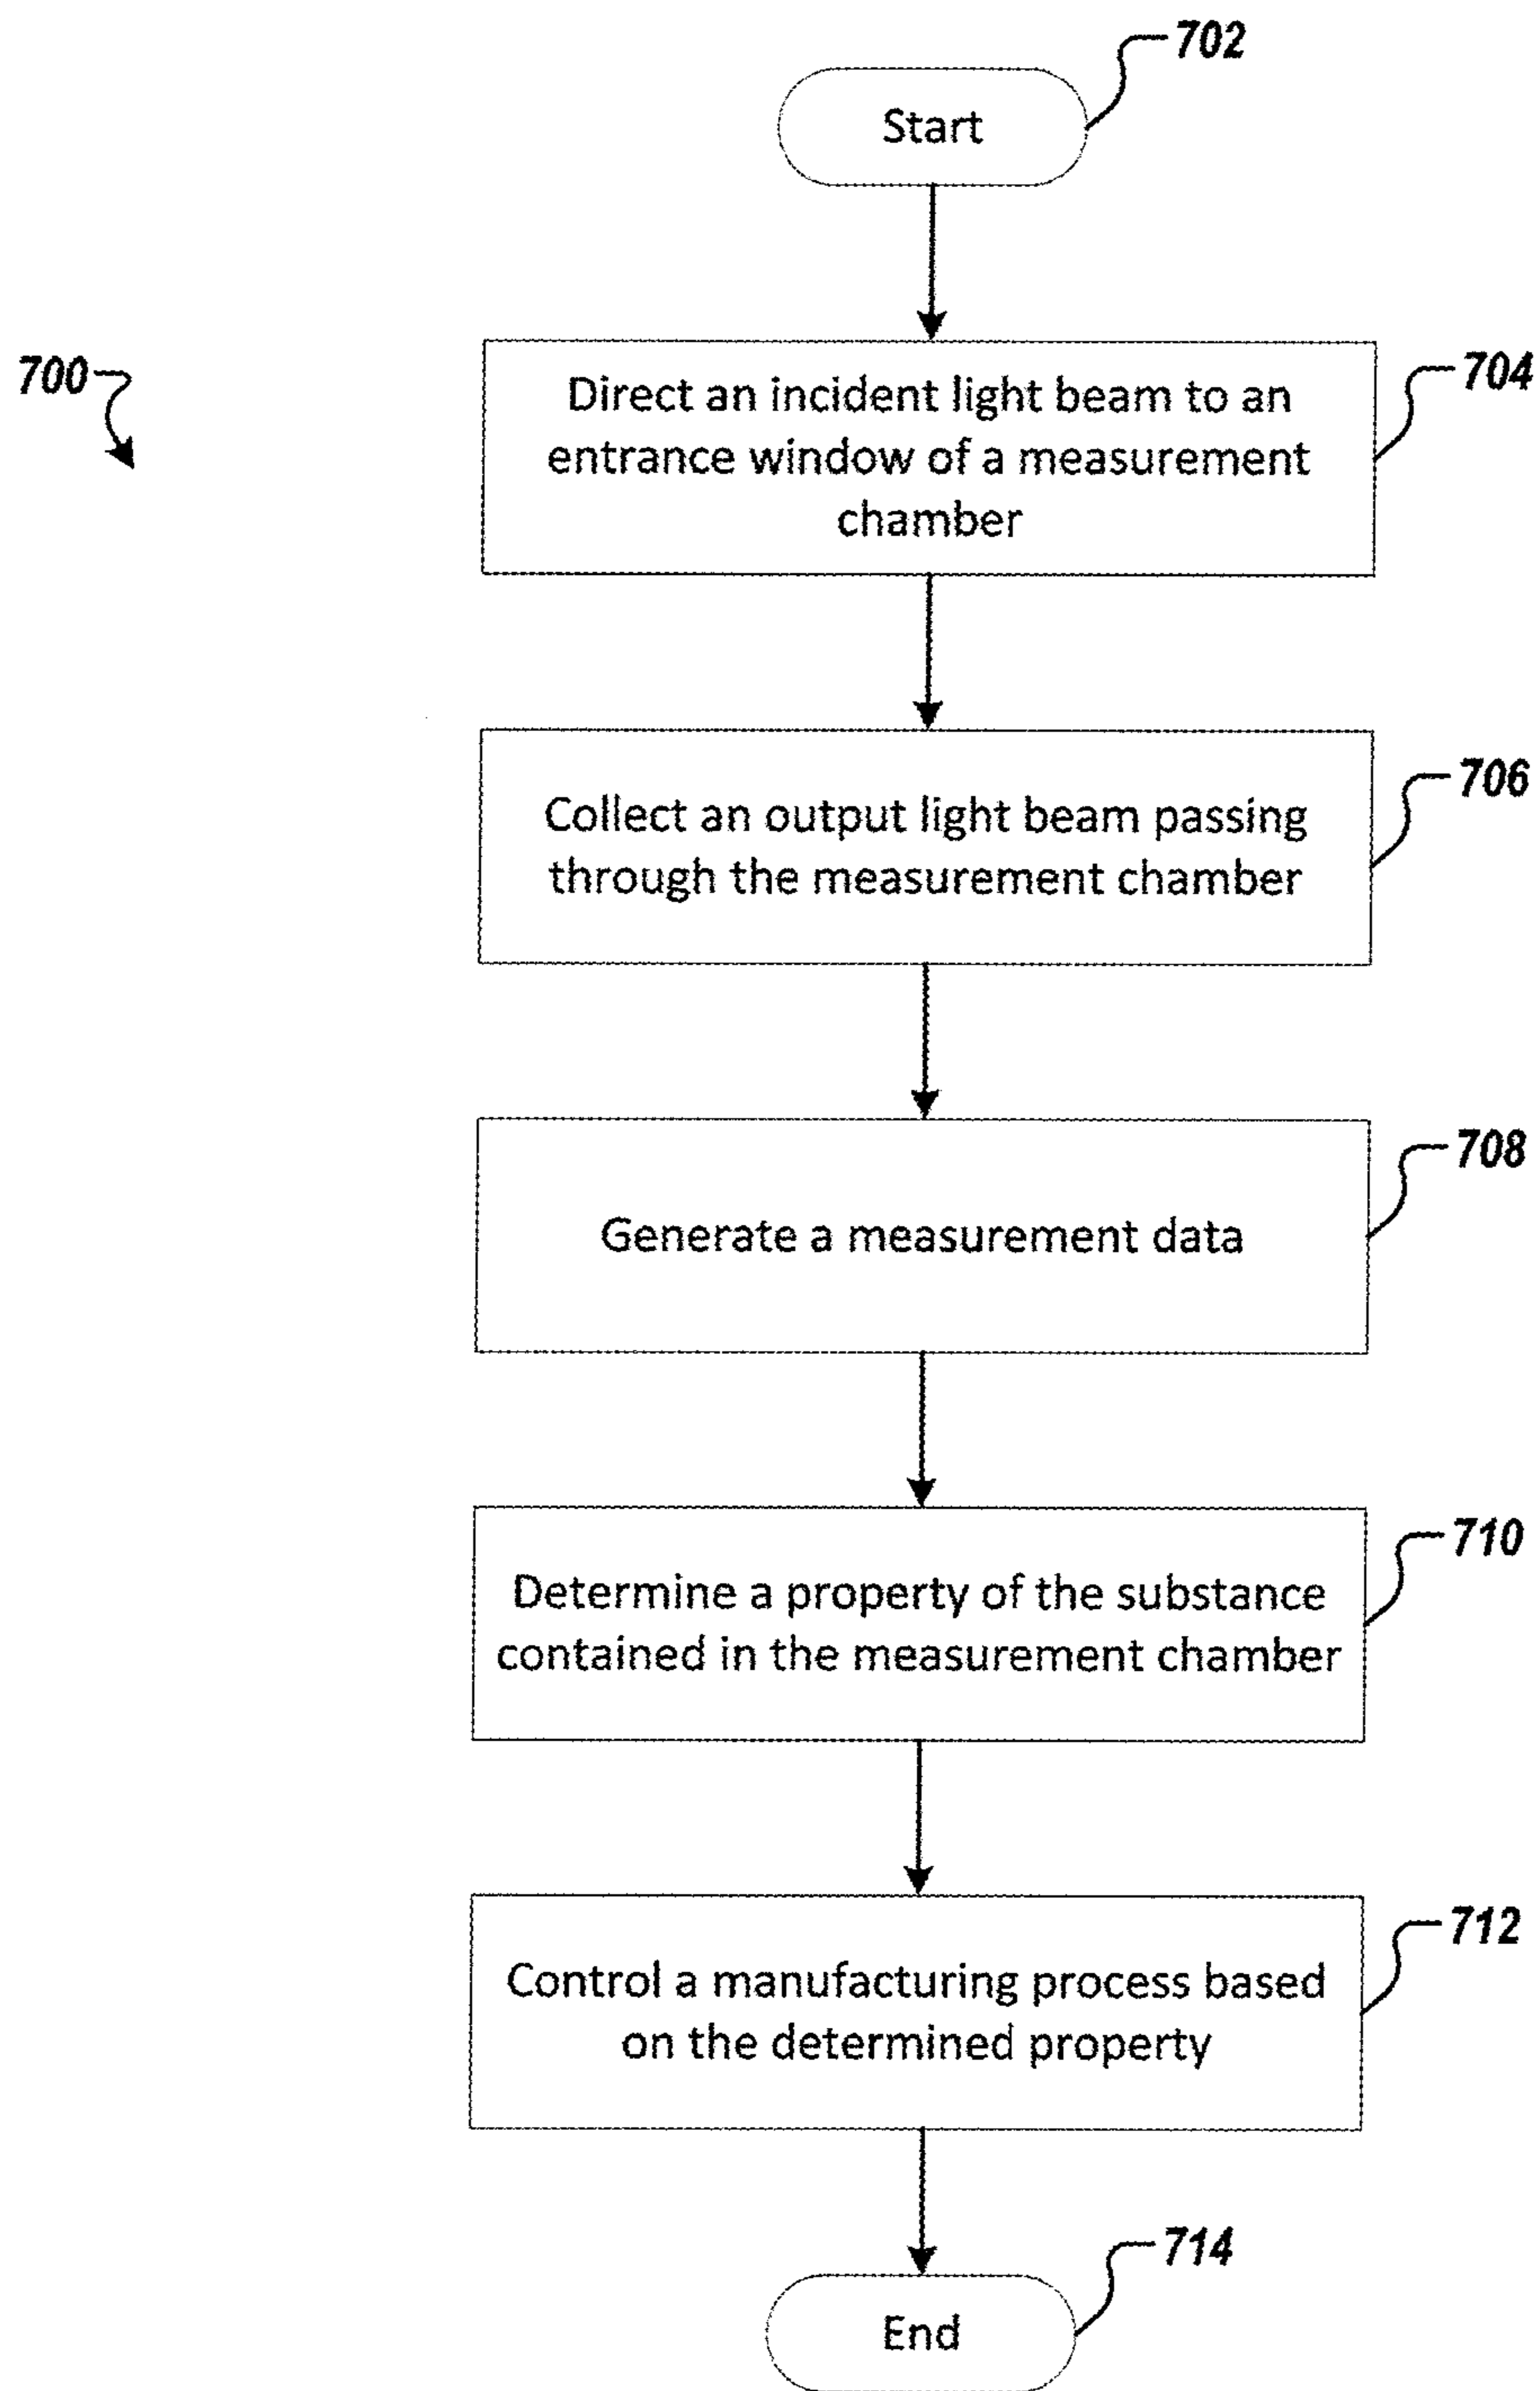 702
Start
700
704
Direct an incident light beam to an
entrance window of a measurement
chamber
706
Collect an output light beam passing
through the measurement chamber
708
Generate a measurement data
710
Determine a property of the substance
contained in the measurement chamber
712
Control a manufacturing process based
on the determined property
714
End